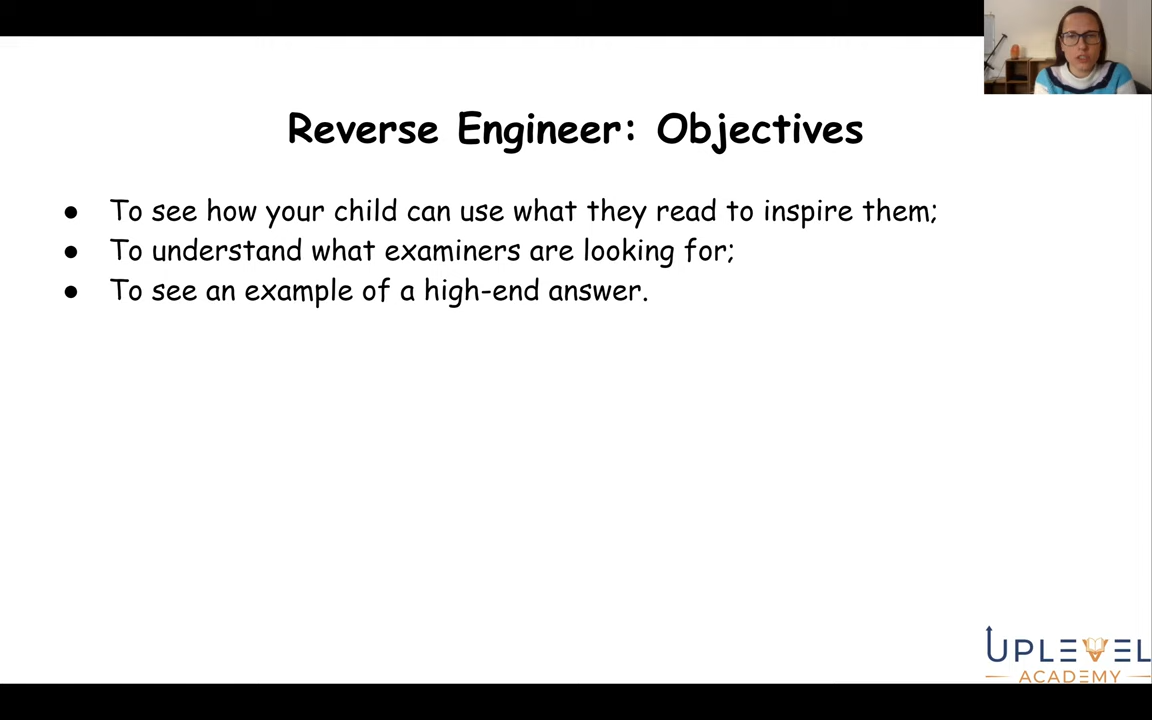 Reverse Engineer: Objectives
● To see how your child can use what they read to inspire them;
● To understand what examiners are looking for;
● To see an example of a high-end answer.
UPLEVEL
ACADEMY